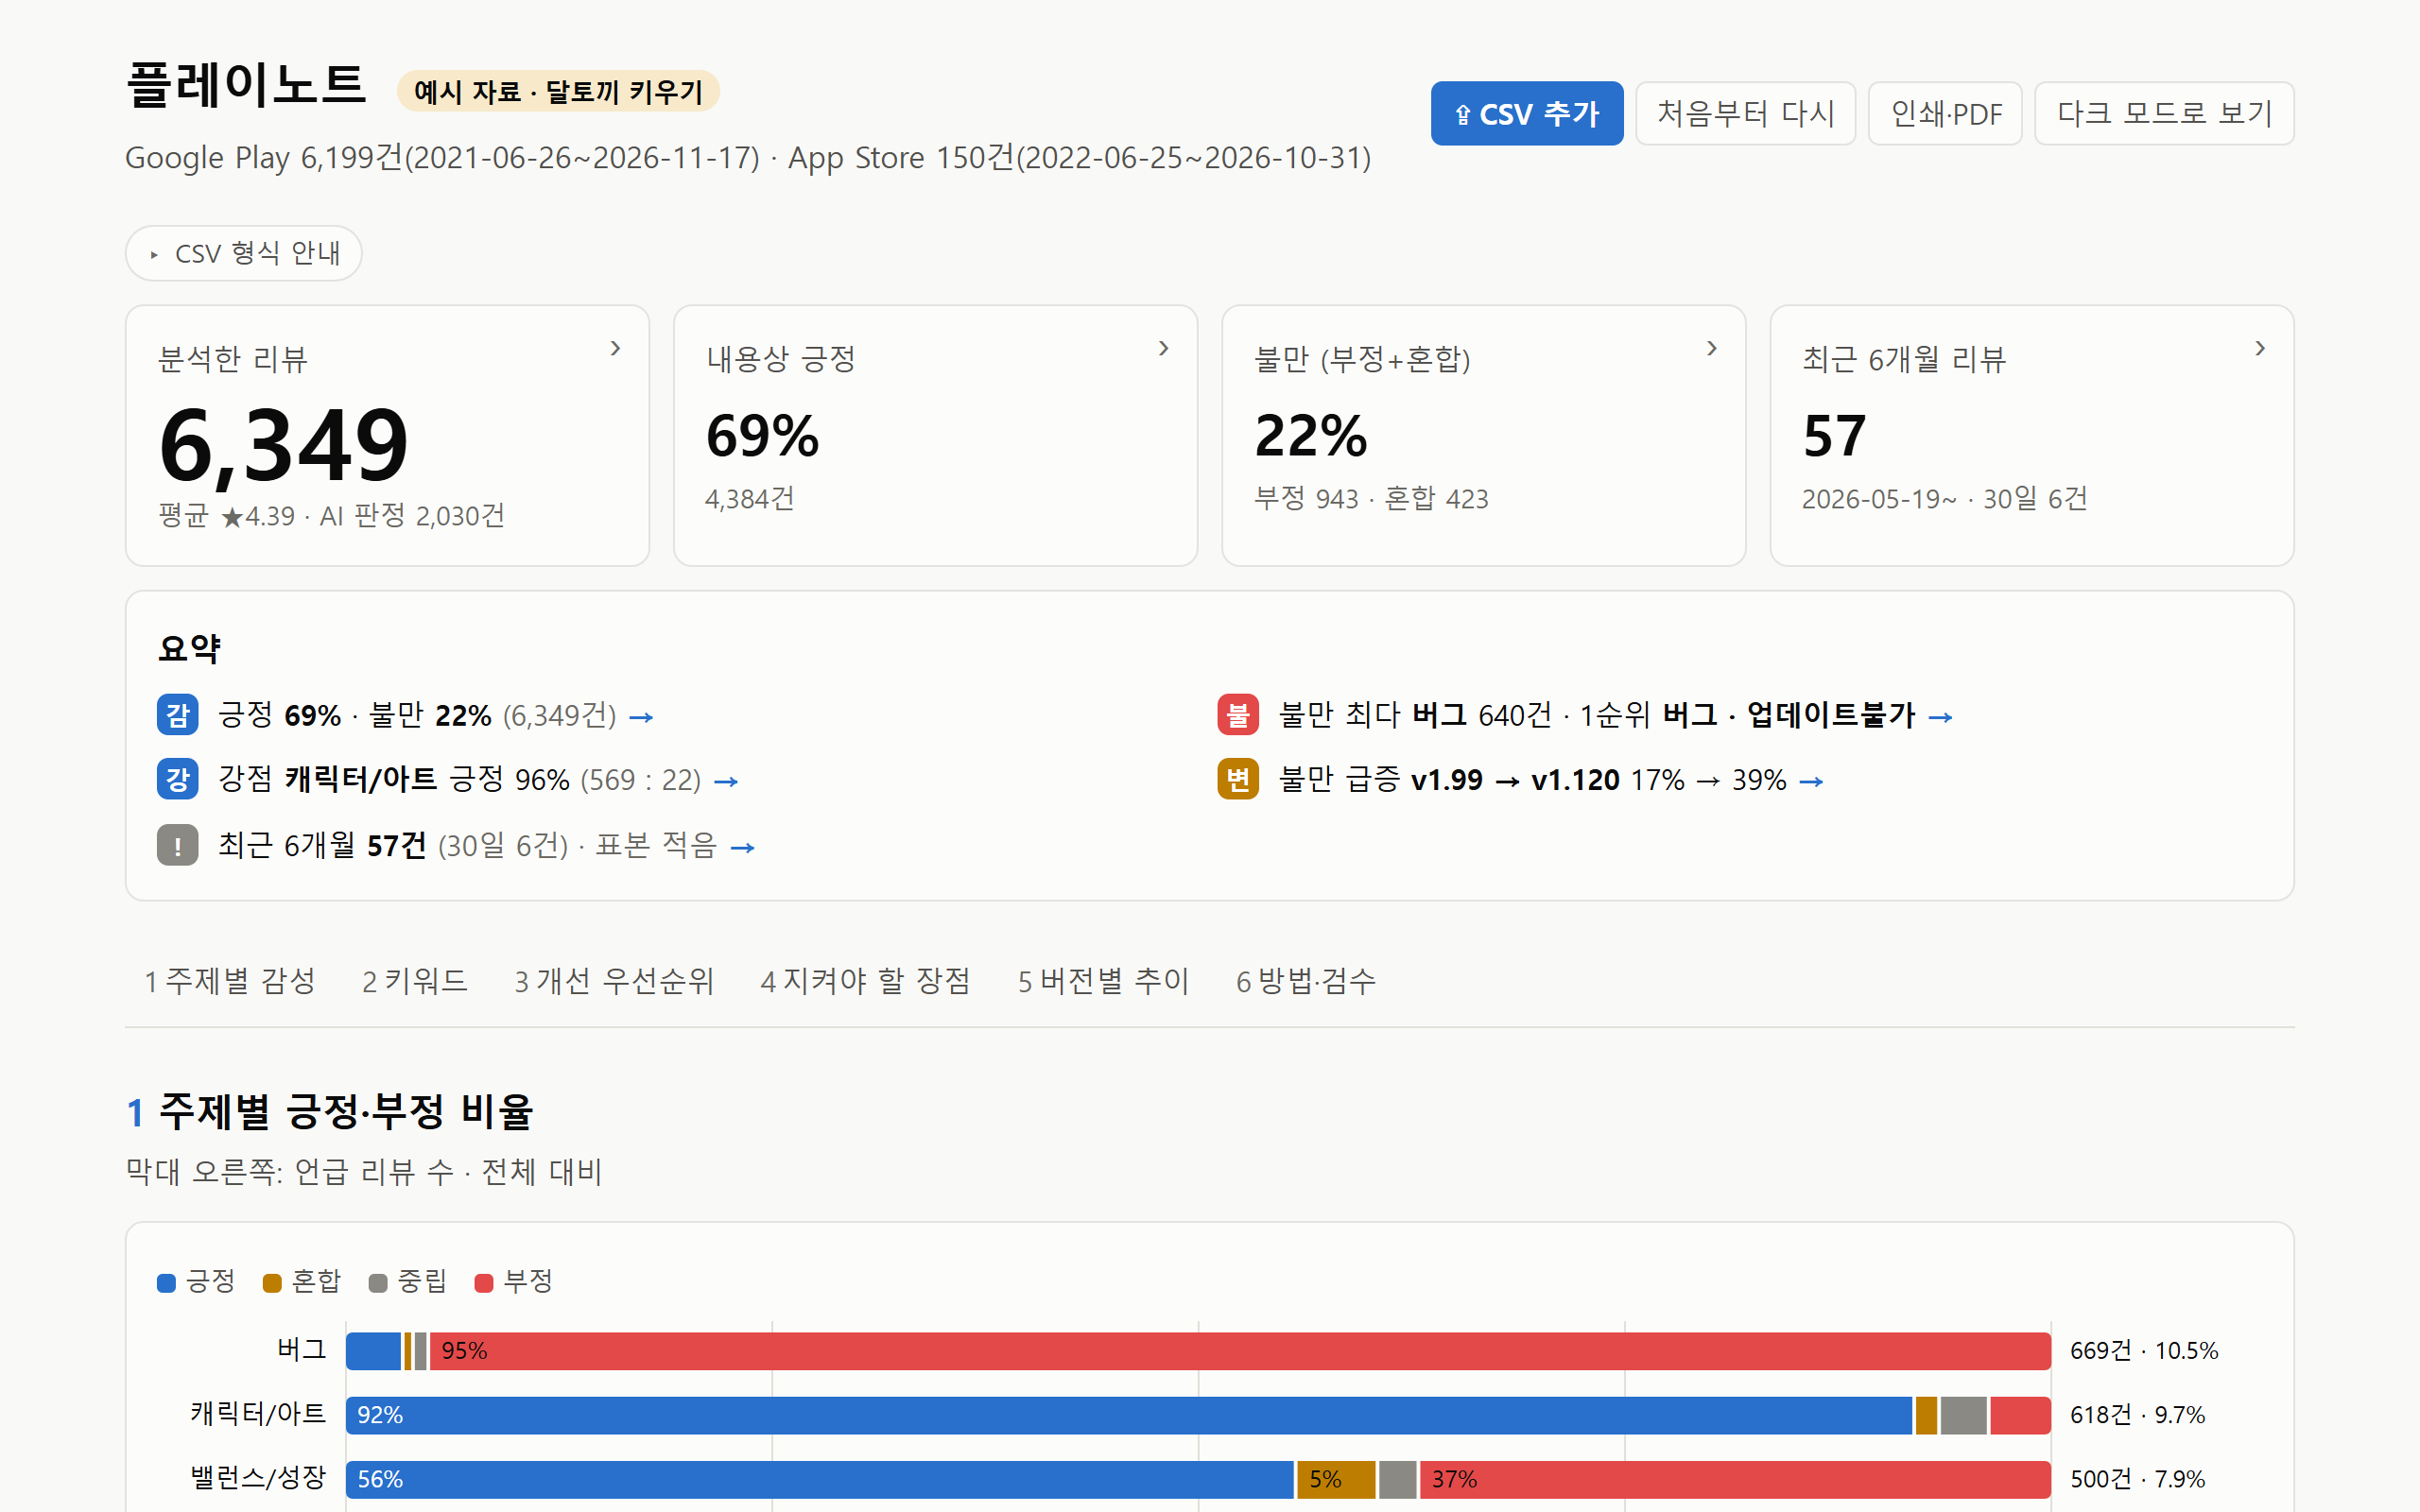 플레이노트
예시 자료 · 달토끼 키우기
⇪ CSV 추가
처음부터 다시
인쇄·PDF
다크 모드로 보기
Google Play 6,199건(2021-06-26~2026-11-17) · App Store 150건(2022-06-25~2026-10-31)
▸ CSV 형식 안내
분석한 리뷰 ›
6,349
평균 ★4.39 · AI 판정 2,030건
내용상 긍정 ›
69%
4,384건
불만 (부정+혼합) ›
22%
부정 943 · 혼합 423
최근 6개월 리뷰 ›
57
2026-05-19~ · 30일 6건
요약
감 긍정 69% · 불만 22% (6,349건) →
불 불만 최다 버그 640건 · 1순위 버그 · 업데이트불가 →
강 강점 캐릭터/아트 긍정 96% (569 : 22) →
변 불만 급증 v1.99 → v1.120 17% → 39% →
! 최근 6개월 57건 (30일 6건) · 표본 적음 →
1 주제별 감성
2 키워드
3 개선 우선순위
4 지켜야 할 장점
5 버전별 추이
6 방법·검수
1 주제별 긍정·부정 비율
막대 오른쪽: 언급 리뷰 수 · 전체 대비
긍정 혼합 중립 부정
버그 95% 669건 · 10.5%
캐릭터/아트 92% 618건 · 9.7%
밸런스/성장 56% 5% 37% 500건 · 7.9%